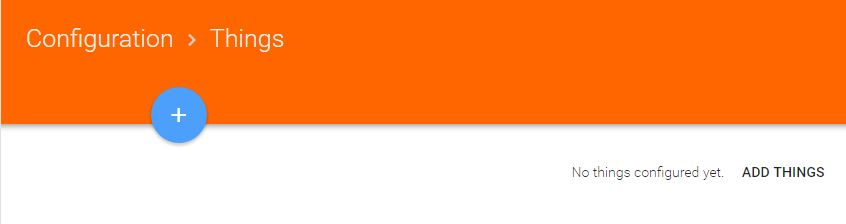 Configuration > Things
+
No things configured yet. ADD THINGS